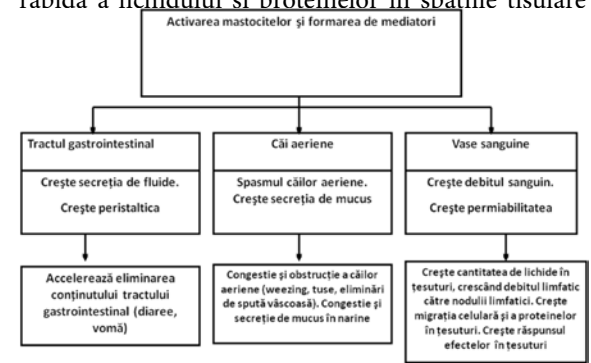 rapidă a lichidului si proteinelor în spațiile tisulare
Activarea mastocitelor și formarea de mediatori
Tractul gastrointestinal
Crește secreția de fluide.
Crește peristaltica
Accelerează eliminarea
conținutului tractului
gastrointestinal (diaree,
vomă)
Căi aeriene
Spasmul căilor aeriene.
Crește secreția de mucus
Congestie și obstrucție a căilor
aeriene (weezing, tuse, eliminări
de spută văscoasă). Congestie și
secreție de mucus în narine
Vase sanguine
Crește debitul sanguin.
Crește permiabilitatea
Crește cantitatea de lichide în
țesuturi, crescând debitul limfatic
către nodulii limfatici. Crește
migrația celulară și a proteinelor
în țesuturi. Crește răspunsul
efectelor în țesuturi